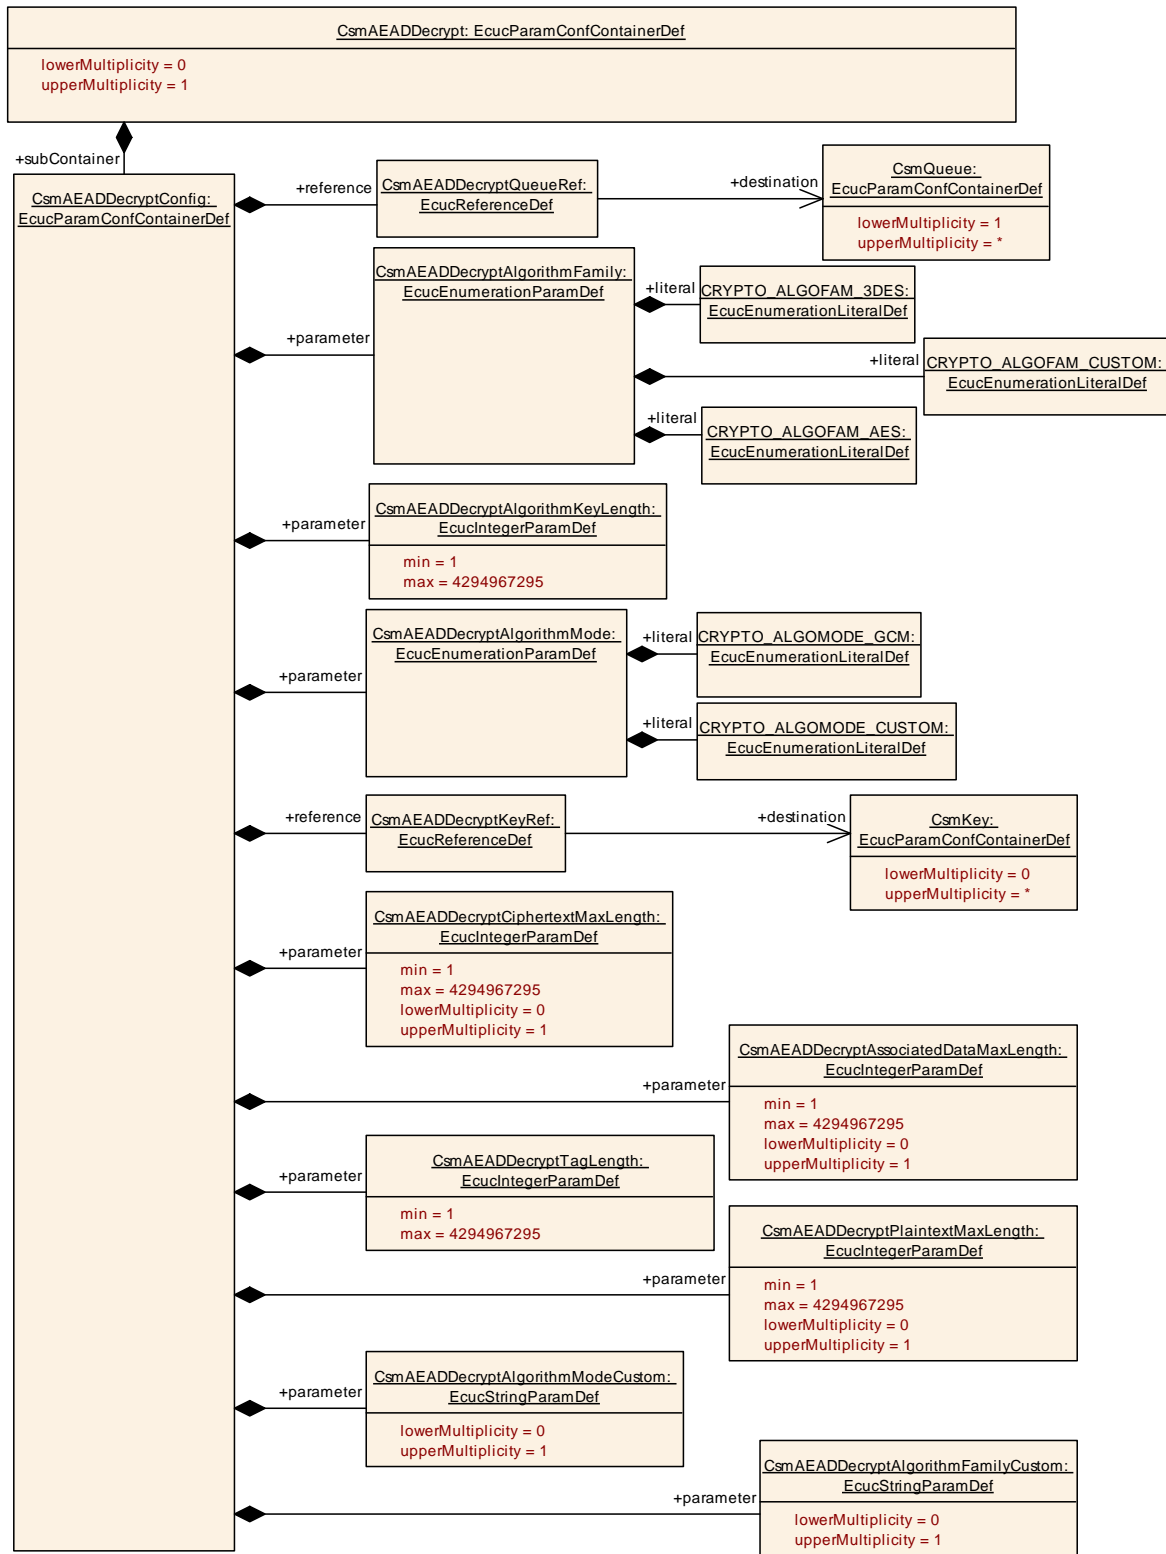 CsmAEADDecrypt: EcucParamConfContainerDef
lowerMultiplicity = 0
upperMultiplicity = 1
+subContainer
CsmAEADDecryptConfig:
EcucParamConfContainerDef
+reference
CsmAEADDecryptQueueRef:
EcucReferenceDef
+destination
CsmQueue:
EcucParamConfContainerDef
lowerMultiplicity = 1
upperMultiplicity = *
+parameter
CsmAEADDecryptAlgorithmFamily:
EcucEnumerationParamDef
+literal
CRYPTO_ALGOFAM_3DES:
EcucEnumerationLiteralDef
+literal
CRYPTO_ALGOFAM_CUSTOM:
EcucEnumerationLiteralDef
+literal
CRYPTO_ALGOFAM_AES:
EcucEnumerationLiteralDef
+parameter
CsmAEADDecryptAlgorithmKeyLength:
EcucIntegerParamDef
min = 1
max = 4294967295
+parameter
CsmAEADDecryptAlgorithmMode:
EcucEnumerationParamDef
+literal
CRYPTO_ALGOMODE_GCM:
EcucEnumerationLiteralDef
+literal
CRYPTO_ALGOMODE_CUSTOM:
EcucEnumerationLiteralDef
+reference
CsmAEADDecryptKeyRef:
EcucReferenceDef
+destination
CsmKey:
EcucParamConfContainerDef
lowerMultiplicity = 0
upperMultiplicity = *
+parameter
CsmAEADDecryptCiphertextMaxLength:
EcucIntegerParamDef
min = 1
max = 4294967295
lowerMultiplicity = 0
upperMultiplicity = 1
+parameter
CsmAEADDecryptAssociatedDataMaxLength:
EcucIntegerParamDef
min = 1
max = 4294967295
lowerMultiplicity = 0
upperMultiplicity = 1
+parameter
CsmAEADDecryptTagLength:
EcucIntegerParamDef
min = 1
max = 4294967295
+parameter
CsmAEADDecryptPlaintextMaxLength:
EcucIntegerParamDef
min = 1
max = 4294967295
lowerMultiplicity = 0
upperMultiplicity = 1
+parameter
CsmAEADDecryptAlgorithmModeCustom:
EcucStringParamDef
lowerMultiplicity = 0
upperMultiplicity = 1
+parameter
CsmAEADDecryptAlgorithmFamilyCustom:
EcucStringParamDef
lowerMultiplicity = 0
upperMultiplicity = 1